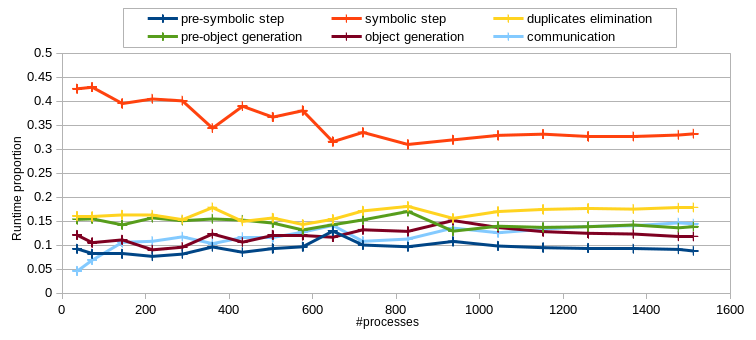 pre-symbolic step symbolic step duplicates elimination
pre-object generation object generation communication
0.5
0.45
0.4
0.35
0.3
0.25
0.2
0.15
0.1
0.05
0
Runtime proportion
0 200 400 600 800 1000 1200 1400 1600
#processes